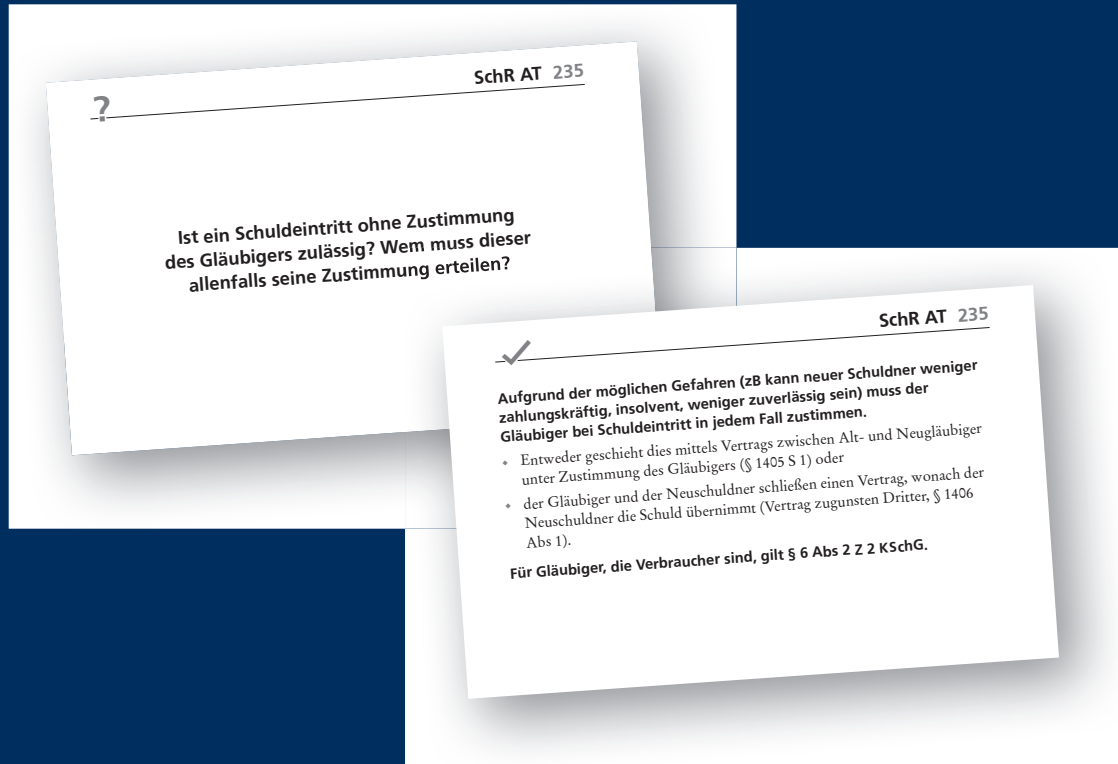 SchR AT 235
?
Ist ein Schuldeintritt ohne Zustimmung
des Gläubigers zulässig? Wem muss dieser
allenfalls seine Zustimmung erteilen?
SchR AT 235
Aufgrund der möglichen Gefahren (zB kann neuer Schuldner weniger
zahlungskräftig, insolvent, weniger zuverlässig sein) muss der
Gläubiger bei Schuldeintritt in jedem Fall zustimmen.
• Entweder geschieht dies mittels Vertrags zwischen Alt- und Neugläubiger
unter Zustimmung des Gläubigers (§ 1405 S 1) oder
• der Gläubiger und der Neuschuldner schließen einen Vertrag, wonach der
Neuschuldner die Schuld übernimmt (Vertrag zugunsten Dritter, § 1406
Abs 1).
Für Gläubiger, die Verbraucher sind, gilt § 6 Abs 2 Z 2 KSchG.